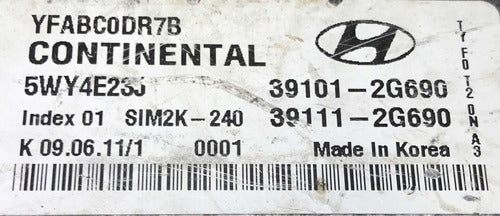 YFABC0DR7B
CONTINENTAL
5WY4E23J 39101-2G690
Index 01 SIM2K-240 39111-2G690
K 09.06.11/1 0001 Made in Korea
TYF0T20NA3